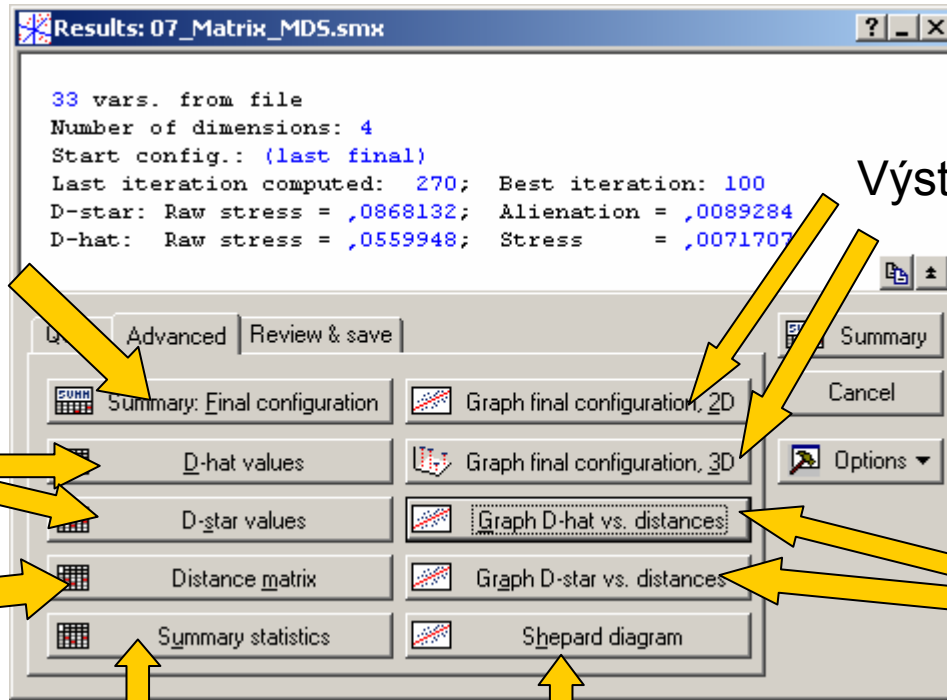 Results: 07_Matrix_MDS.smx
33 vars. from file
Number of dimensions: 4
Start config.: (last final)
Last iteration computed: 270; Best iteration: 100
D-star: Raw stress = ,0868132; Alienation = ,0089284
D-hat: Raw stress = ,0559948; Stress = ,0071707
Výst
Advanced
Review & save
Summary
Summary: Final configuration
Graph final configuration, 2D
Cancel
D-hat values
Graph final configuration, 3D
Options
D-star values
Graph D-hat vs. distances
Distance matrix
Graph D-star vs. distances
Summary statistics
Shepard diagram